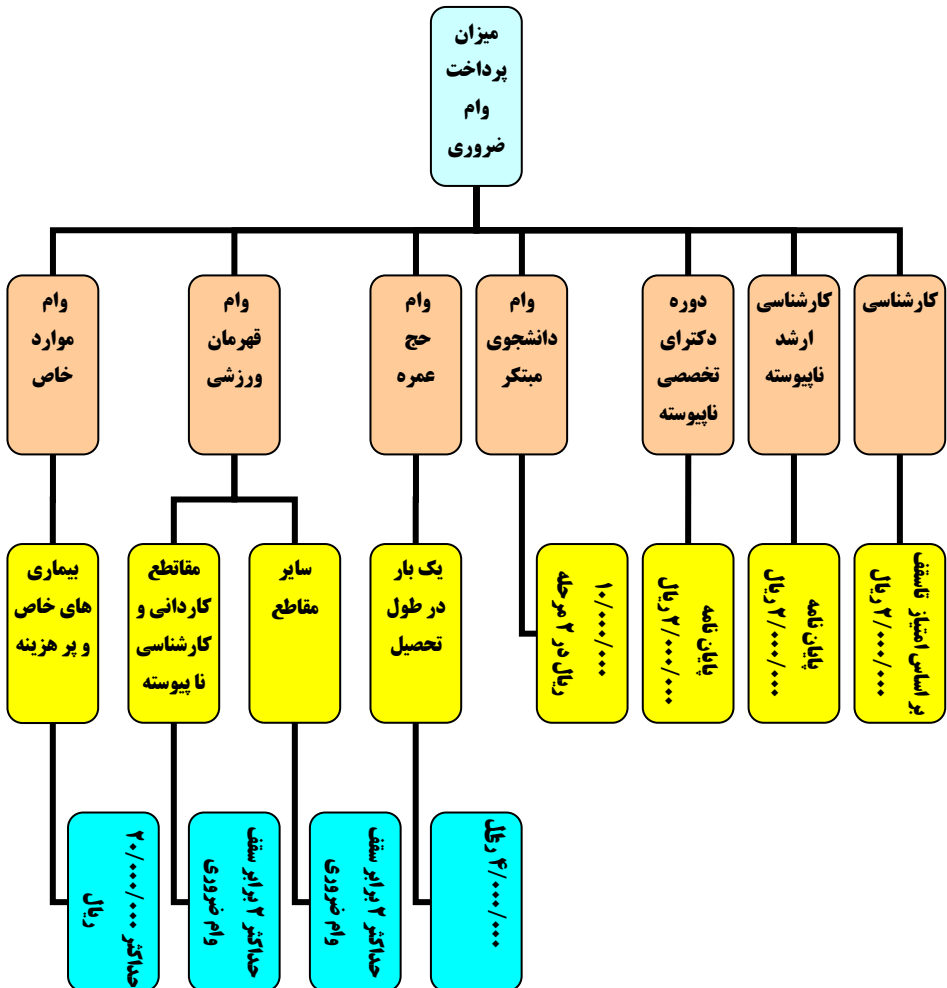 میزان
پرداخت
وام
ضروری
کارشناسی
کارشناسی
ارشد
ناپیوسته
دوره
دکترای
تخصصی
ناپیوسته
وام
دانشجوی
مبتکر
وام
حج
عمره
وام
قهرمان
ورزشی
وام
موارد
خاص
بر اساس امتیاز تاسقف
۲/۰۰۰/۰۰۰ ریال
پایان نامه
۲/۰۰۰/۰۰۰ ریال
پایان نامه
۲/۰۰۰/۰۰۰ ریال
۱۰/۰۰۰/۰۰۰
ریال در ۲ مرحله
یک بار
در طول
تحصیل
سایر
مقاطع
مقاتطع
کاردانی و
کارشناسی
نا پیوسته
بیماری
های خاص
و پر هزینه
۴/۰۰۰/۰۰۰
حداکثر ۲ برابر سقف
وام ضروری
حداکثر ۲ برابر سقف
وام ضروری
حداکثر ۲۰/۰۰۰/۰۰۰
ریال